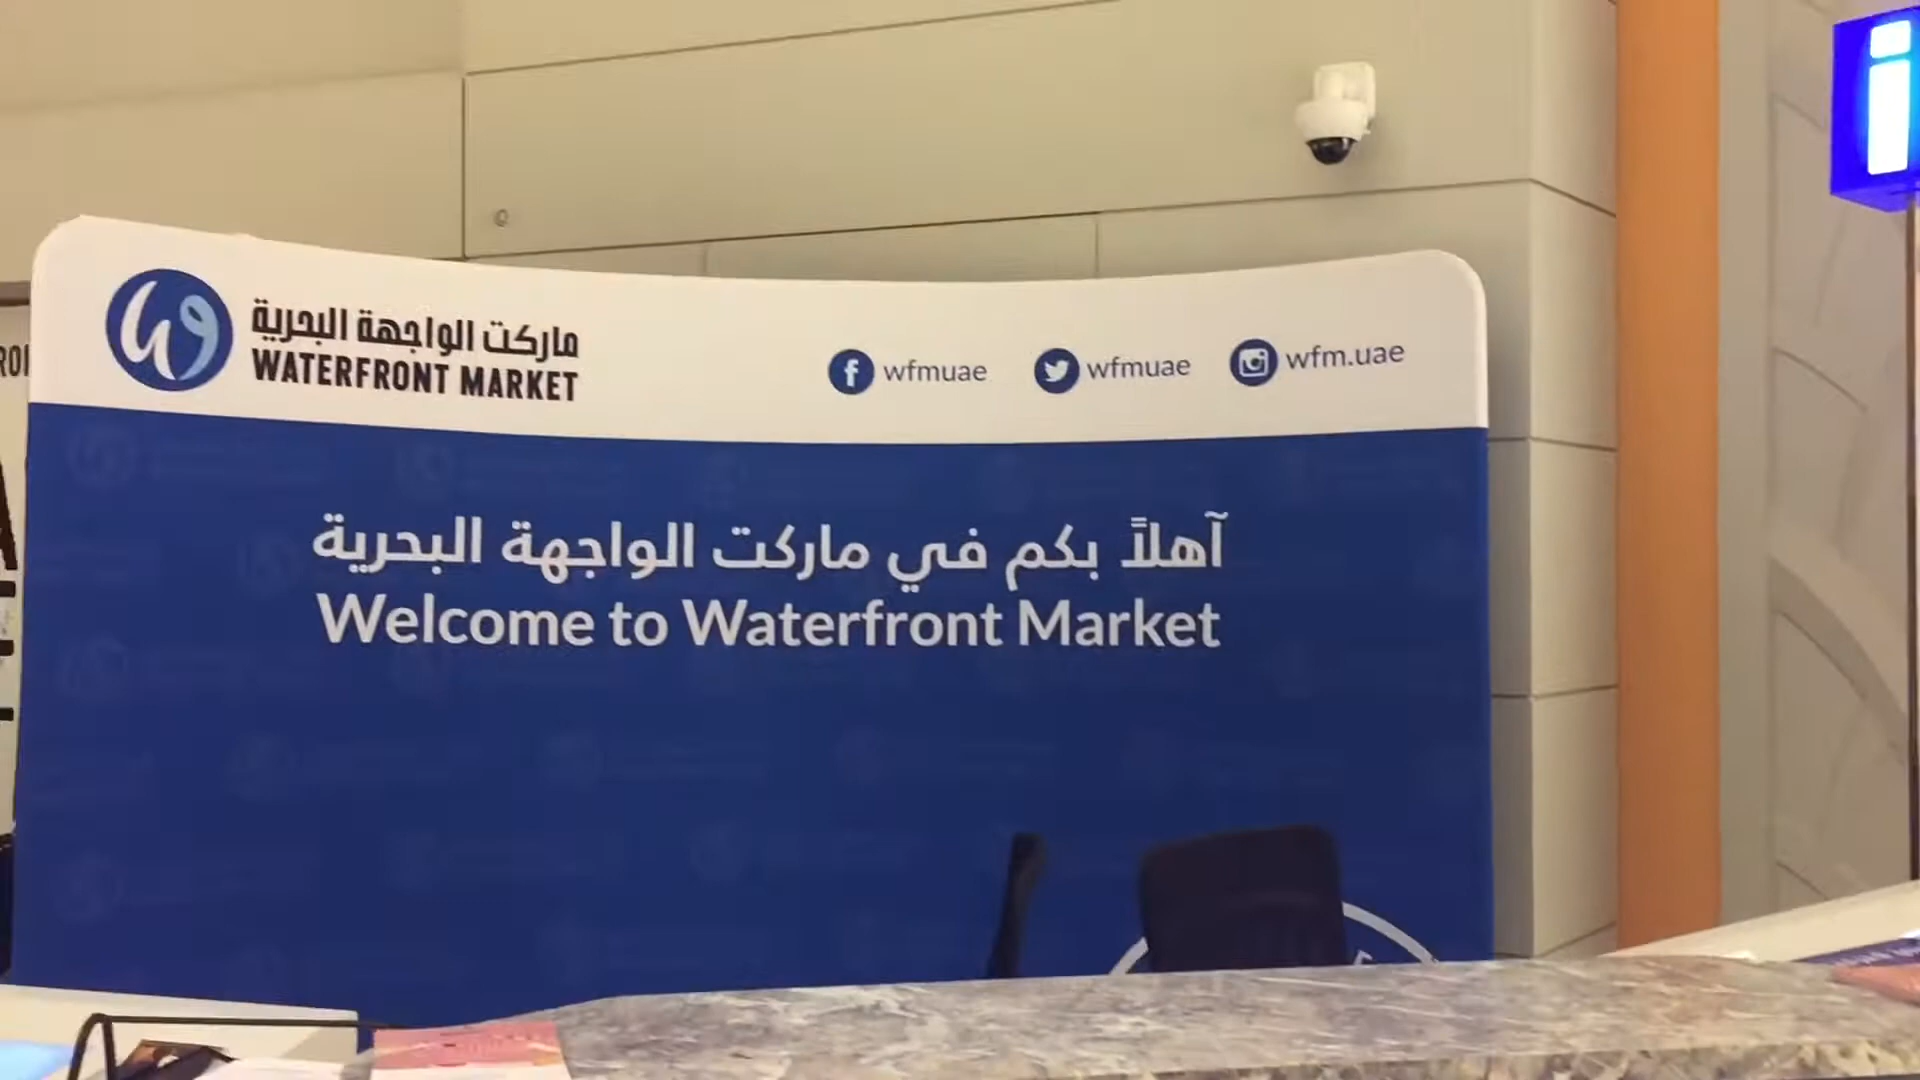 ماركت الواجهة البحرية
WATERFRONT MARKET
wfmuae
wfmuae
wfm.uae
آهلاً بكم في ماركت الواجهة البحرية
Welcome to Waterfront Market
i